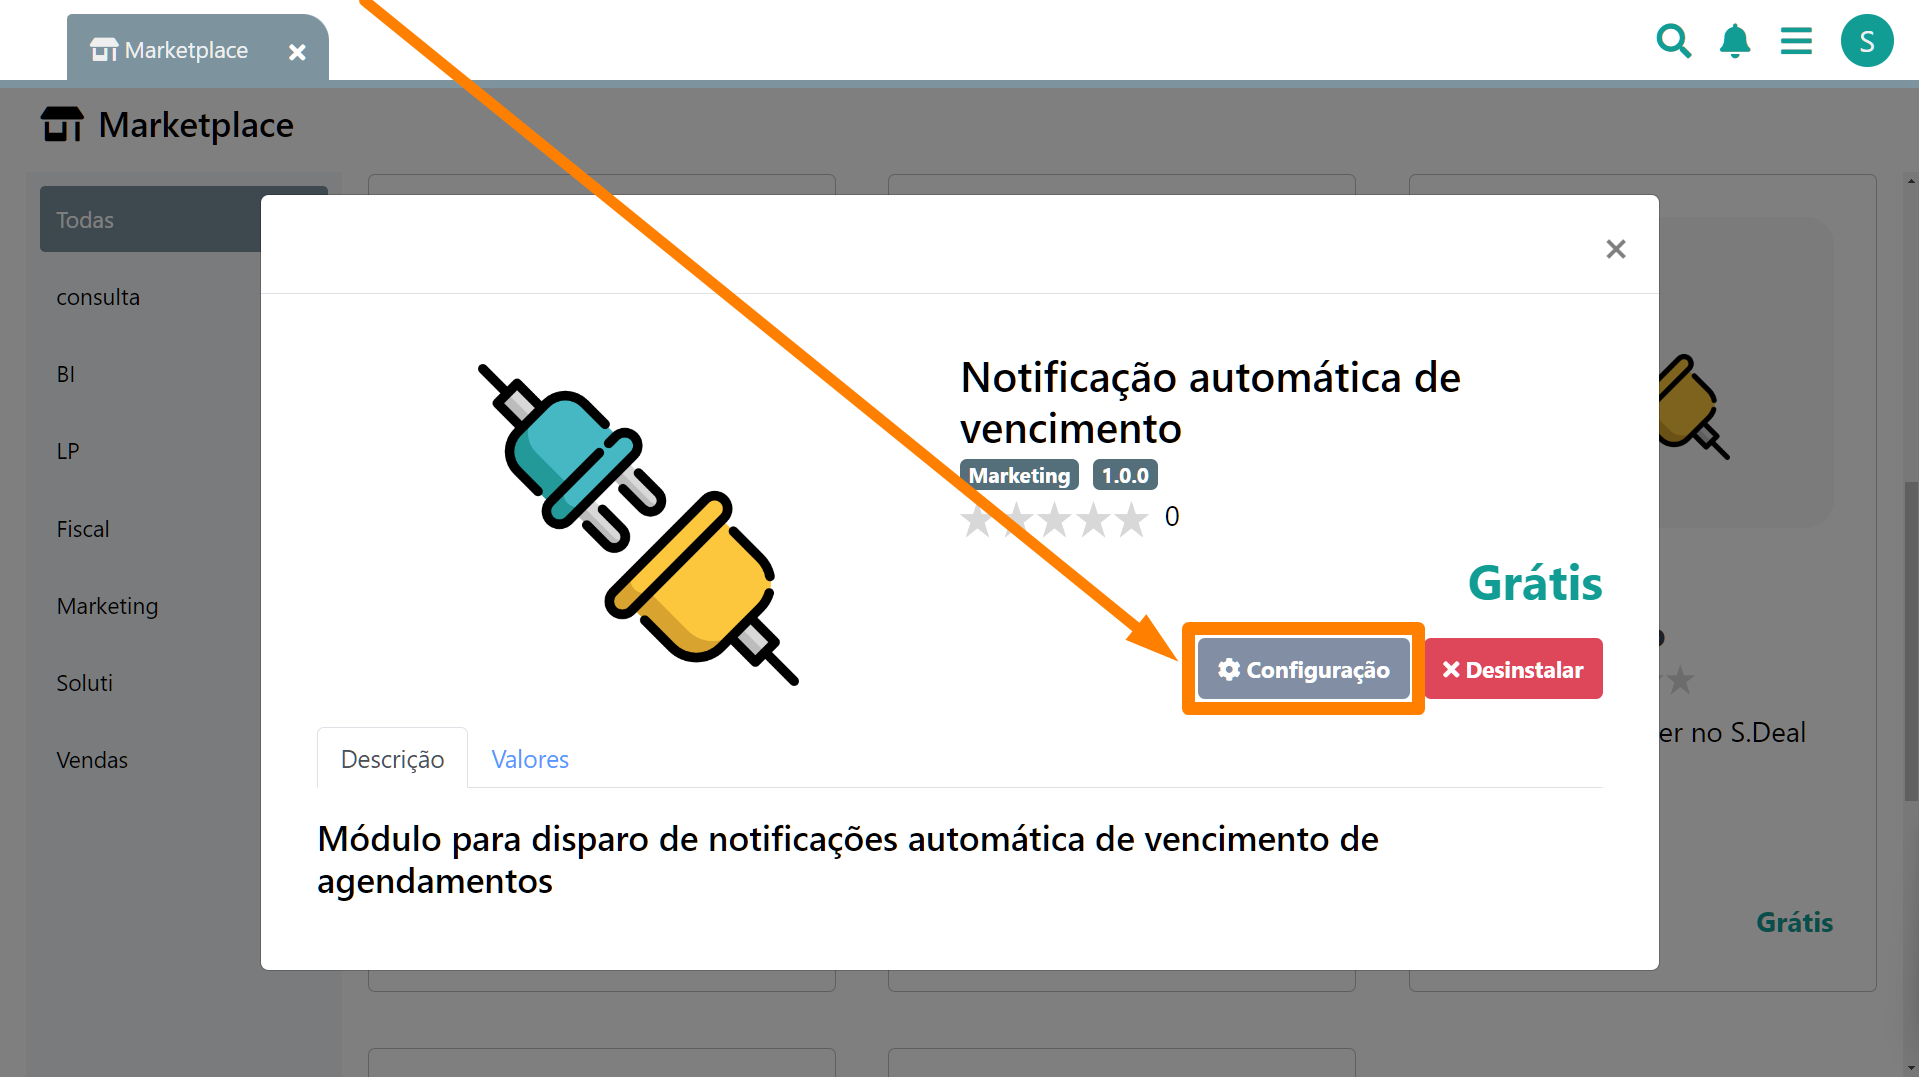 Marketplace
S
Marketplace
Todas
consulta
BI
LP
Fiscal
Marketing
Soluti
Vendas
Notificação automática de
vencimento
Marketing 1.0.0
0
Grátis
Configuração Desinstalar
Descrição Valores
Módulo para disparo de notificações automática de vencimento de
agendamentos
er no S.Deal
Grátis